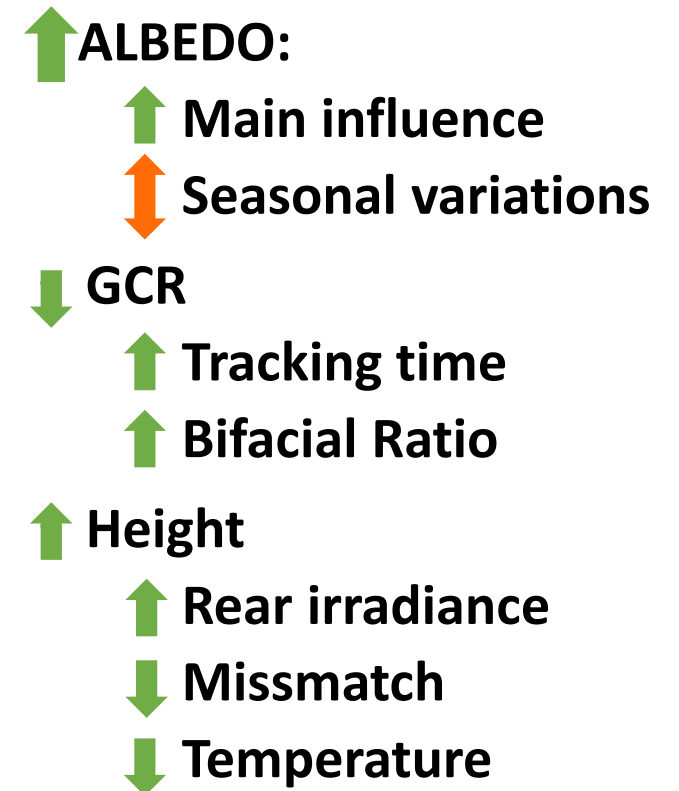 ALBEDO:
Main influence
Seasonal variations
GCR
Tracking time
Bifacial Ratio
Height
Rear irradiance
Missmatch
Temperature